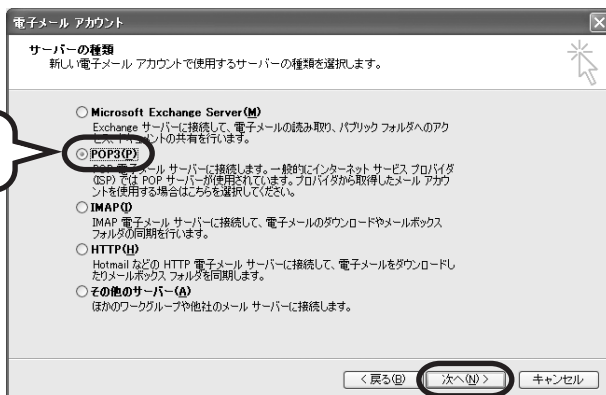 電子メール アカウント
サーバーの種類
新しい電子メール アカウントで使用するサーバーの種類を選択します。
Microsoft Exchange Server(M)
Exchange サーバーに接続して、電子メールの読み取り、パブリック フォルダへのアク
セス、ドキュメントの共有を行います。
POP3(P)
POP 電子メール サーバーに接続します。一般的にインターネット サービス プロバイダ
(ISP) では POP サーバーが使用されています。プロバイダから取得したメール アカウ
ントを使用する場合はこちらを選択してください。
IMAP(I)
IMAP 電子メール サーバーに接続して、電子メールのダウンロードやメールボックス
フォルダの同期を行います。
HTTP(H)
Hotmail などの HTTP 電子メール サーバーに接続して、電子メールをダウンロードし
たりメールボックス フォルダを同期します。
その他のサーバー(A)
ほかのワークグループや他社のメール サーバーに接続します。
< 戻る(B) 次へ(N) > キャンセル